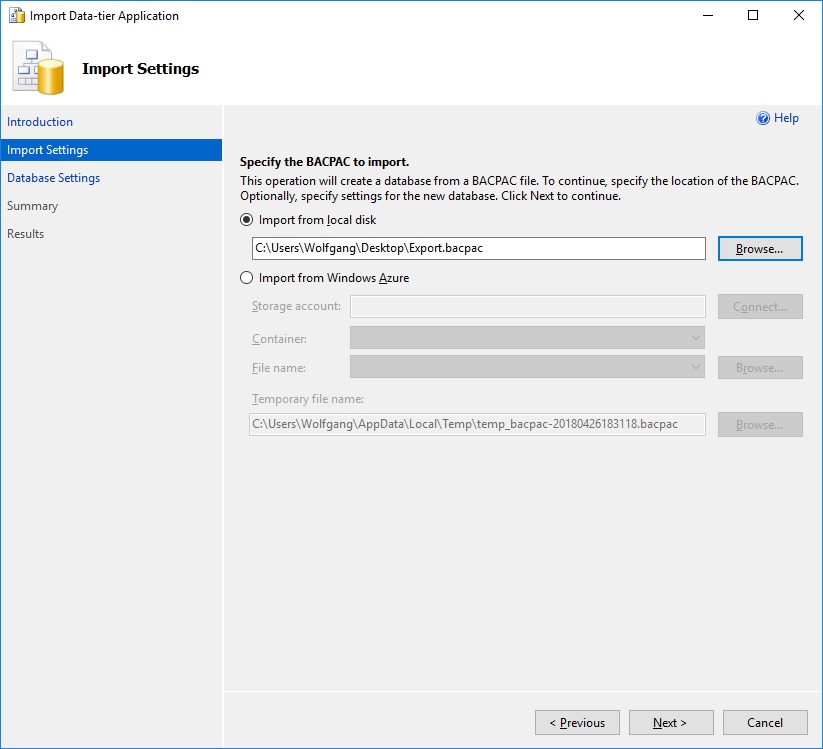 Import Data-tier Application
Import Settings
Introduction
Import Settings
Database Settings
Summary
Results
Help
Specify the BACPAC to import.
This operation will create a database from a BACPAC file. To continue, specify the location of the BACPAC.
Optionally, specify settings for the new database. Click Next to continue.
Import from local disk
C:\Users\Wolfgang\Desktop\Export.bacpac
Browse...
Import from Windows Azure
Storage account:
Connect...
Container:
File name:
Browse...
Temporary file name:
C:\Users\Wolfgang\AppData\Local\Temp\temp_bacpac-20180426183118.bacpac
Browse...
< Previous
Next >
Cancel